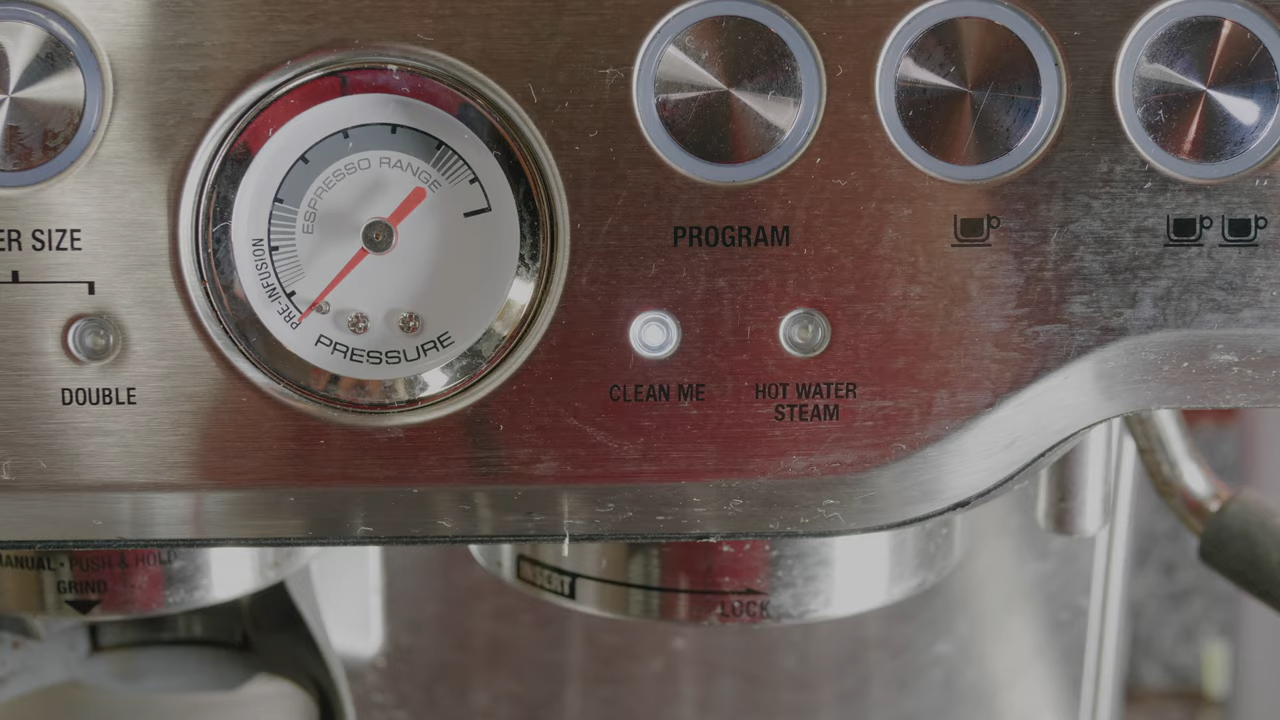 ER SIZE
DOUBLE
ESPRESSO RANGE
PRE-INFUSION
PRESSURE
PROGRAM
CLEAN ME
HOT WATER
STEAM
MANUAL • PUSH & HOLD
GRIND
INSERT
LOCK